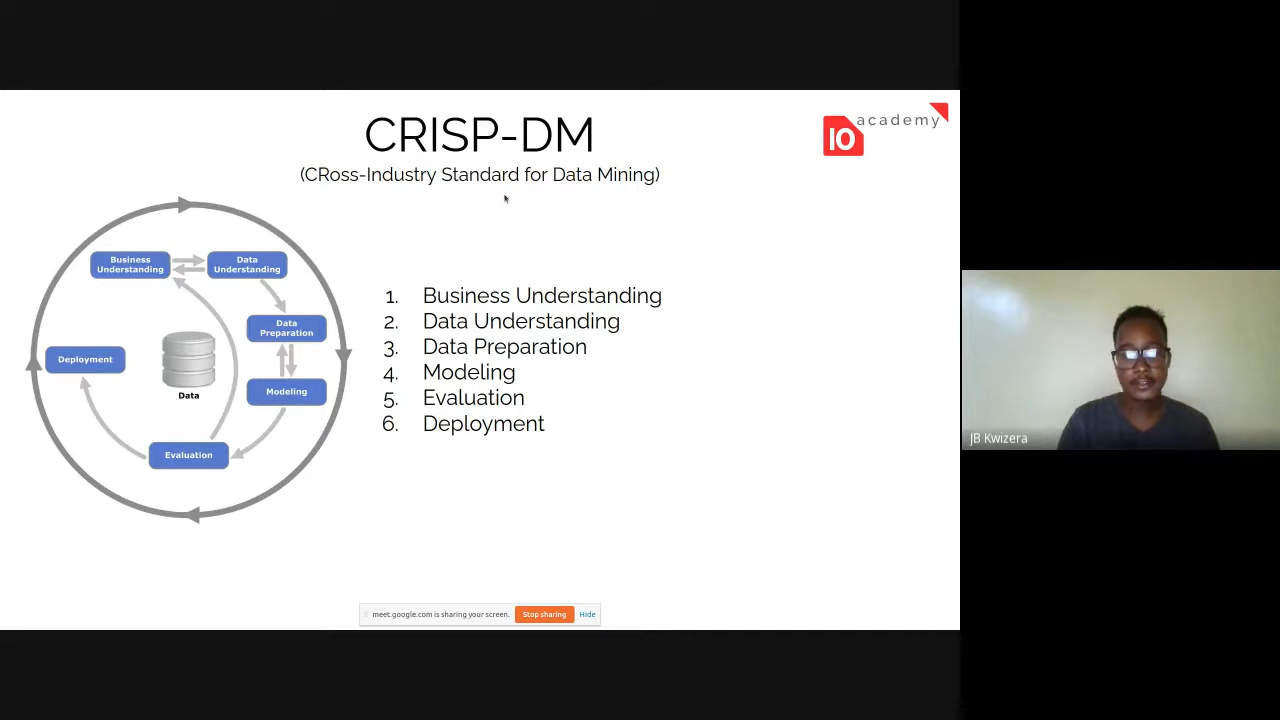 CRISP-DM
(CRoss-Industry Standard for Data Mining)
10 academy
Business
Understanding
Data
Understanding
Data
Preparation
Modeling
Evaluation
Deployment
Data
1. Business Understanding
2. Data Understanding
3. Data Preparation
4. Modeling
5. Evaluation
6. Deployment
JB Kwizera
meet.google.com is sharing your screen. Stop sharing Hide